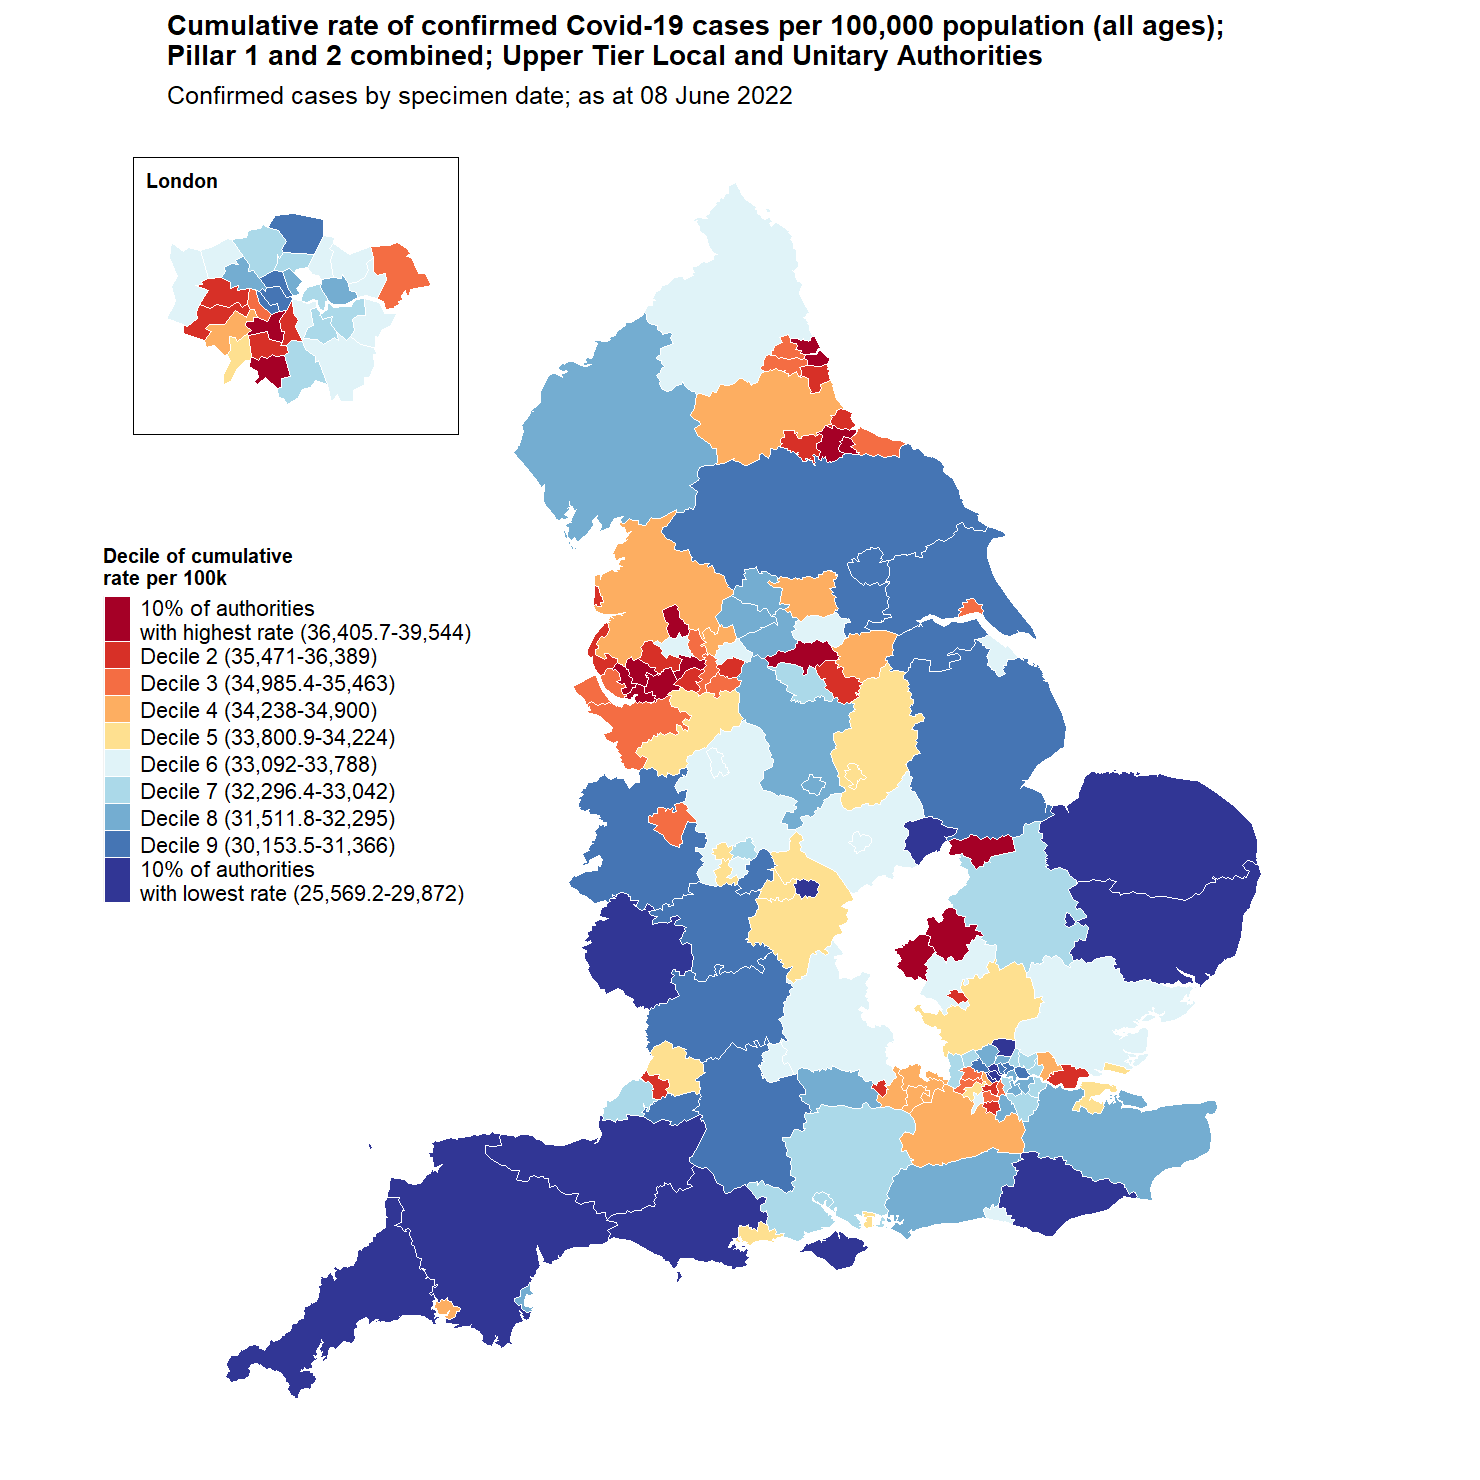 Cumulative rate of confirmed Covid-19 cases per 100,000 population (all ages);
Pillar 1 and 2 combined; Upper Tier Local and Unitary Authorities
Confirmed cases by specimen date; as at 08 June 2022
London
Decile of cumulative
rate per 100k
10% of authorities
with highest rate (36,405.7-39,544)
Decile 2 (35,471-36,389)
Decile 3 (34,985.4-35,463)
Decile 4 (34,238-34,900)
Decile 5 (33,800.9-34,224)
Decile 6 (33,092-33,788)
Decile 7 (32,296.4-33,042)
Decile 8 (31,511.8-32,295)
Decile 9 (30,153.5-31,366)
10% of authorities
with lowest rate (25,569.2-29,872)